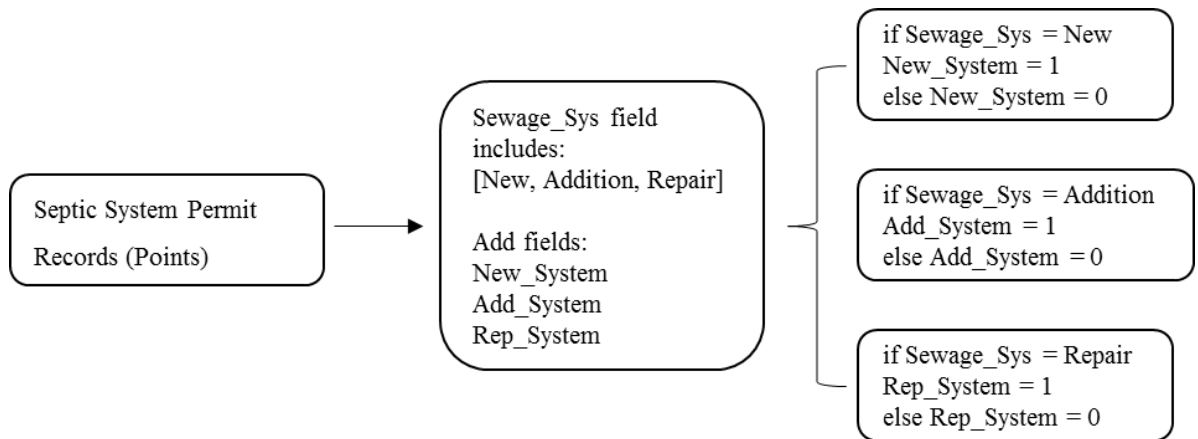 Septic System Permit
Records (Points)
Sewage_Sys field
includes:
[New, Addition, Repair]
Add fields:
New_System
Add_System
Rep_System
if Sewage_Sys = New
New_System = 1
else New_System = 0
if Sewage_Sys = Addition
Add_System = 1
else Add_System = 0
if Sewage_Sys = Repair
Rep_System = 1
else Rep_System = 0